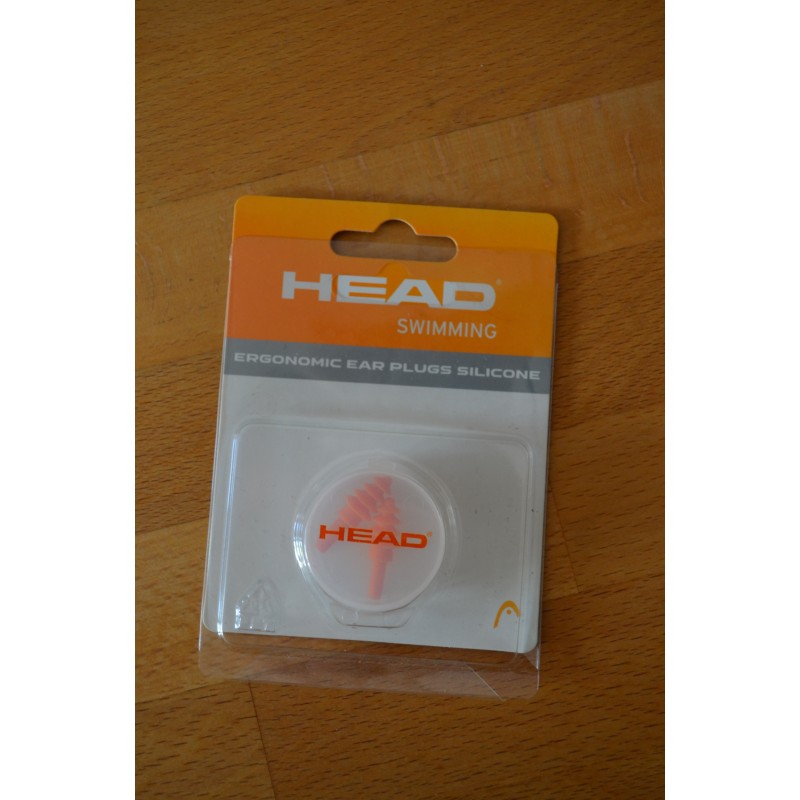 HEAD®
SWIMMING
ERGONOMIC EAR PLUGS SILICONE
HEAD®